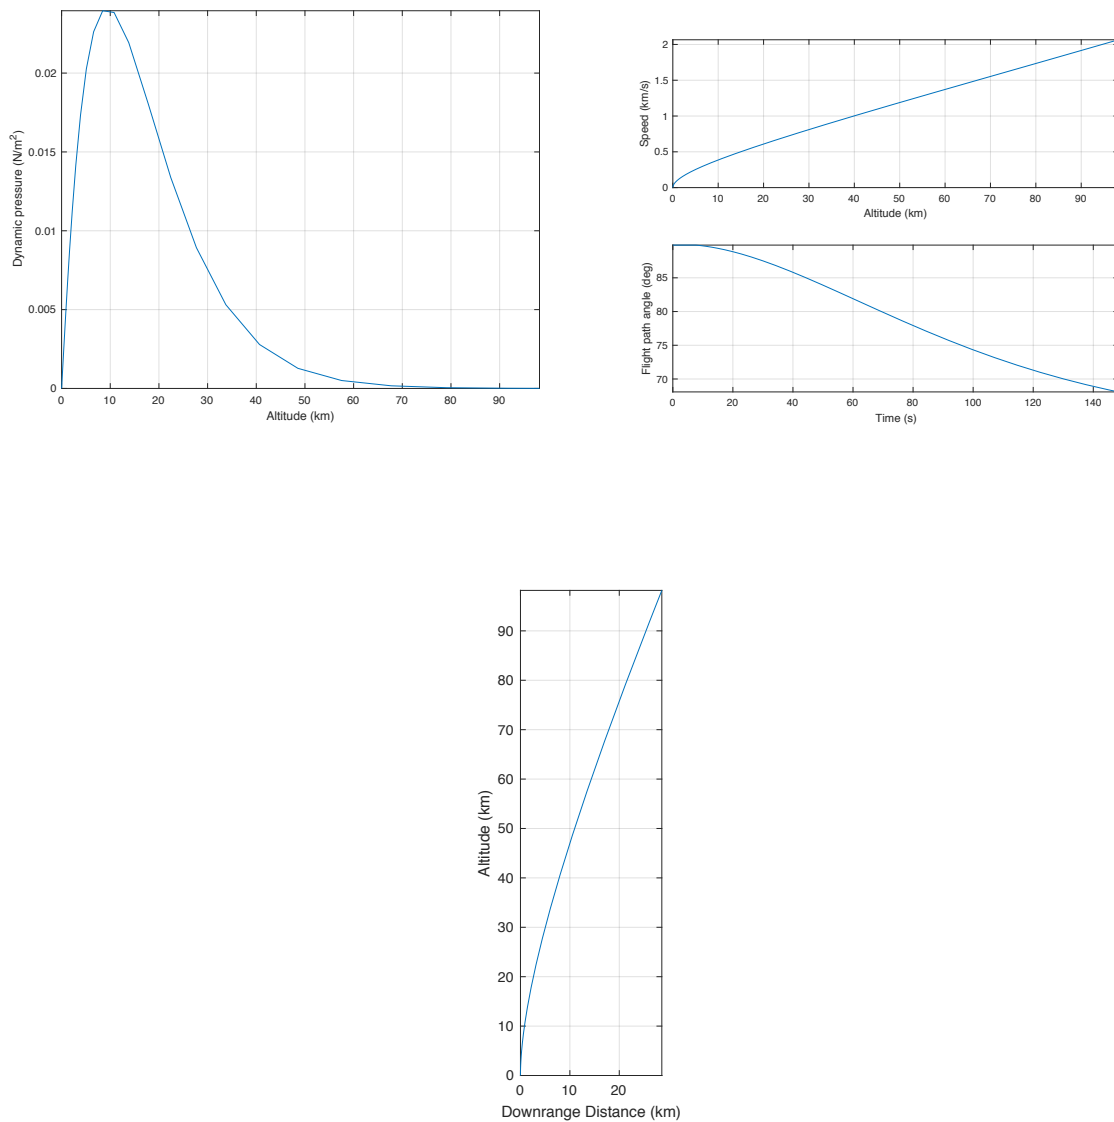 0.02
0.015
0.01
0.005
0
Dynamic pressure (N/m²)
0 10 20 30 40 50 60 70 80 90
Altitude (km)
2
1.5
1
0.5
0
Speed (km/s)
0 10 20 30 40 50 60 70 80 90
Altitude (km)
85
80
75
70
Flight path angle (deg)
0 20 40 60 80 100 120 140
Time (s)
90
80
70
60
50
40
30
20
10
0
Altitude (km)
0 10 20
Downrange Distance (km)